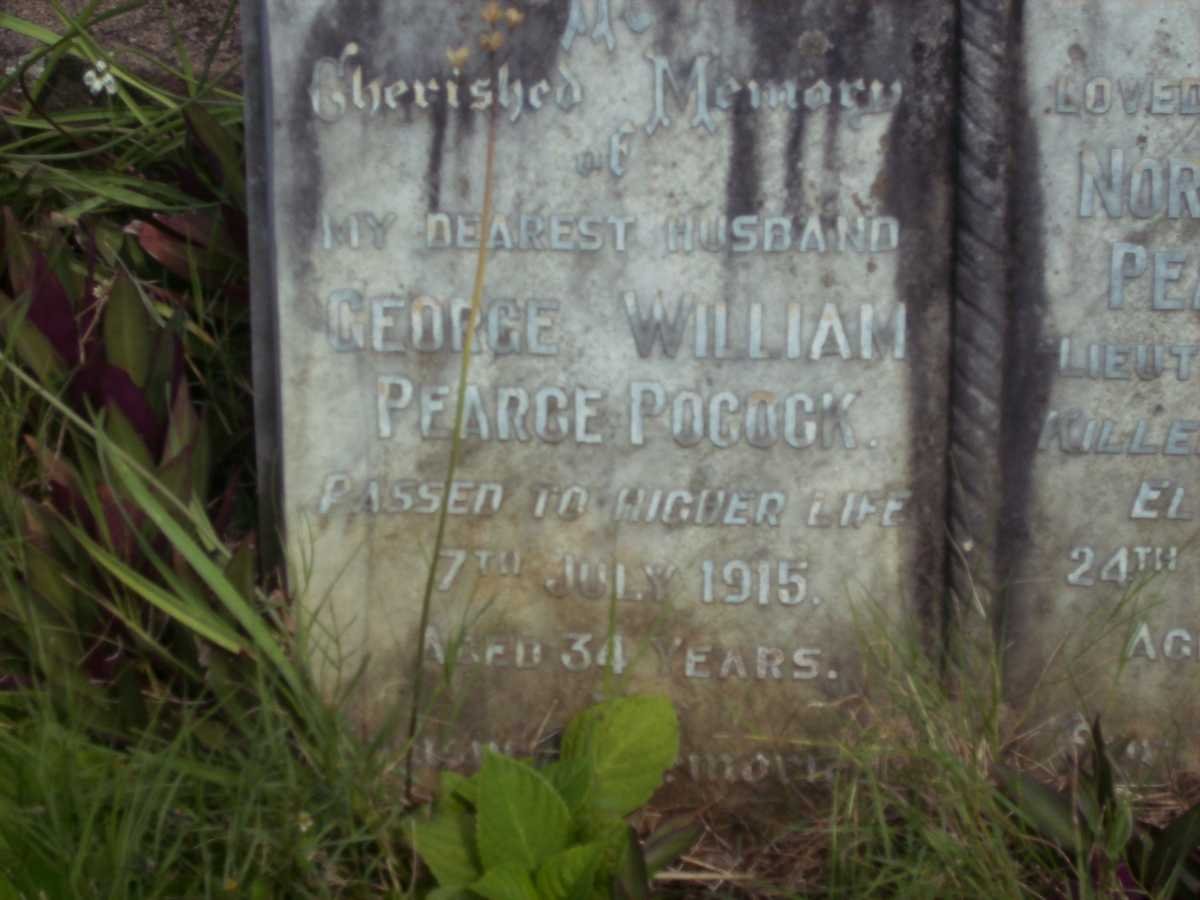 Cherished Memory
of
MY DEAREST HUSBAND
GEORGE WILLIAM
PEARCE POCOCK.
PASSED TO HIGHER LIFE
7TH JULY 1915.
AGED 34 YEARS.
LOVED
NOR
PEA
LIEUT
KILLE
EL
24TH
AG